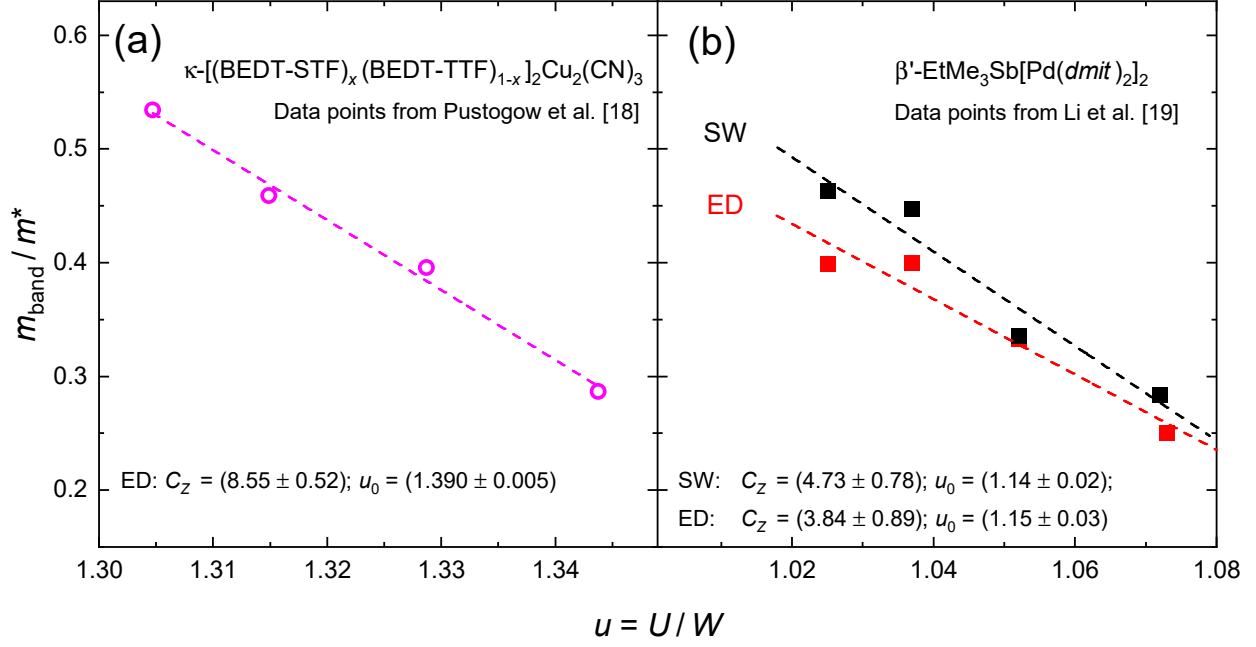 (a)
κ-[(BEDT-STF)x(BEDT-TTF)1-x]2Cu2(CN)3
Data points from Pustogow et al. [18]
ED: CZ = (8.55 ± 0.52); u0 = (1.390 ± 0.005)
0.6
0.5
0.4
0.3
0.2
mband / m*
1.30
1.31
1.32
1.33
1.34
(b)
β'-EtMe3Sb[Pd(dmit)2]2
Data points from Li et al. [19]
SW
ED
SW: CZ = (4.73 ± 0.78); u0 = (1.14 ± 0.02);
ED: CZ = (3.84 ± 0.89); u0 = (1.15 ± 0.03)
1.02
1.04
1.06
1.08
u = U / W